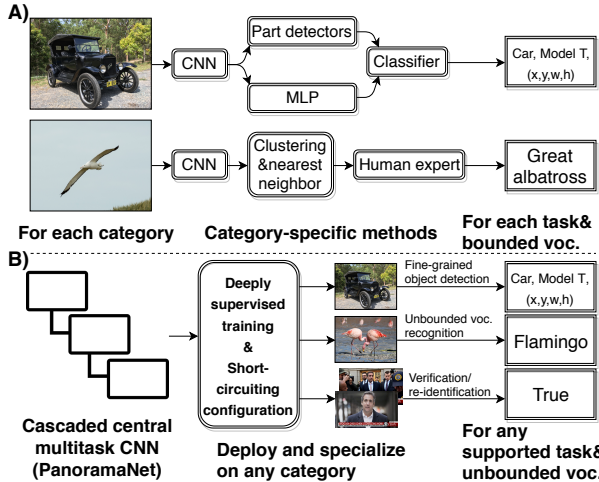 A)
Part detectors
CNN
Classifier
MLP
Car, Model T,
(x,y,w,h)
CNN
Clustering
&nearest
neighbor
Human expert
Great
albatross
For each category
Category-specific methods
For each task&
bounded voc.
B)
Deeply
supervised
training
&
Short-
circuiting
configuration
Fine-grained
object detection
Car, Model T,
(x,y,w,h)
Unbounded voc.
recognition
Flamingo
Verification/
re-identification
True
Cascaded central
multitask CNN
(PanoramaNet)
Deploy and specialize
on any category
For any
supported task&
unbounded voc.